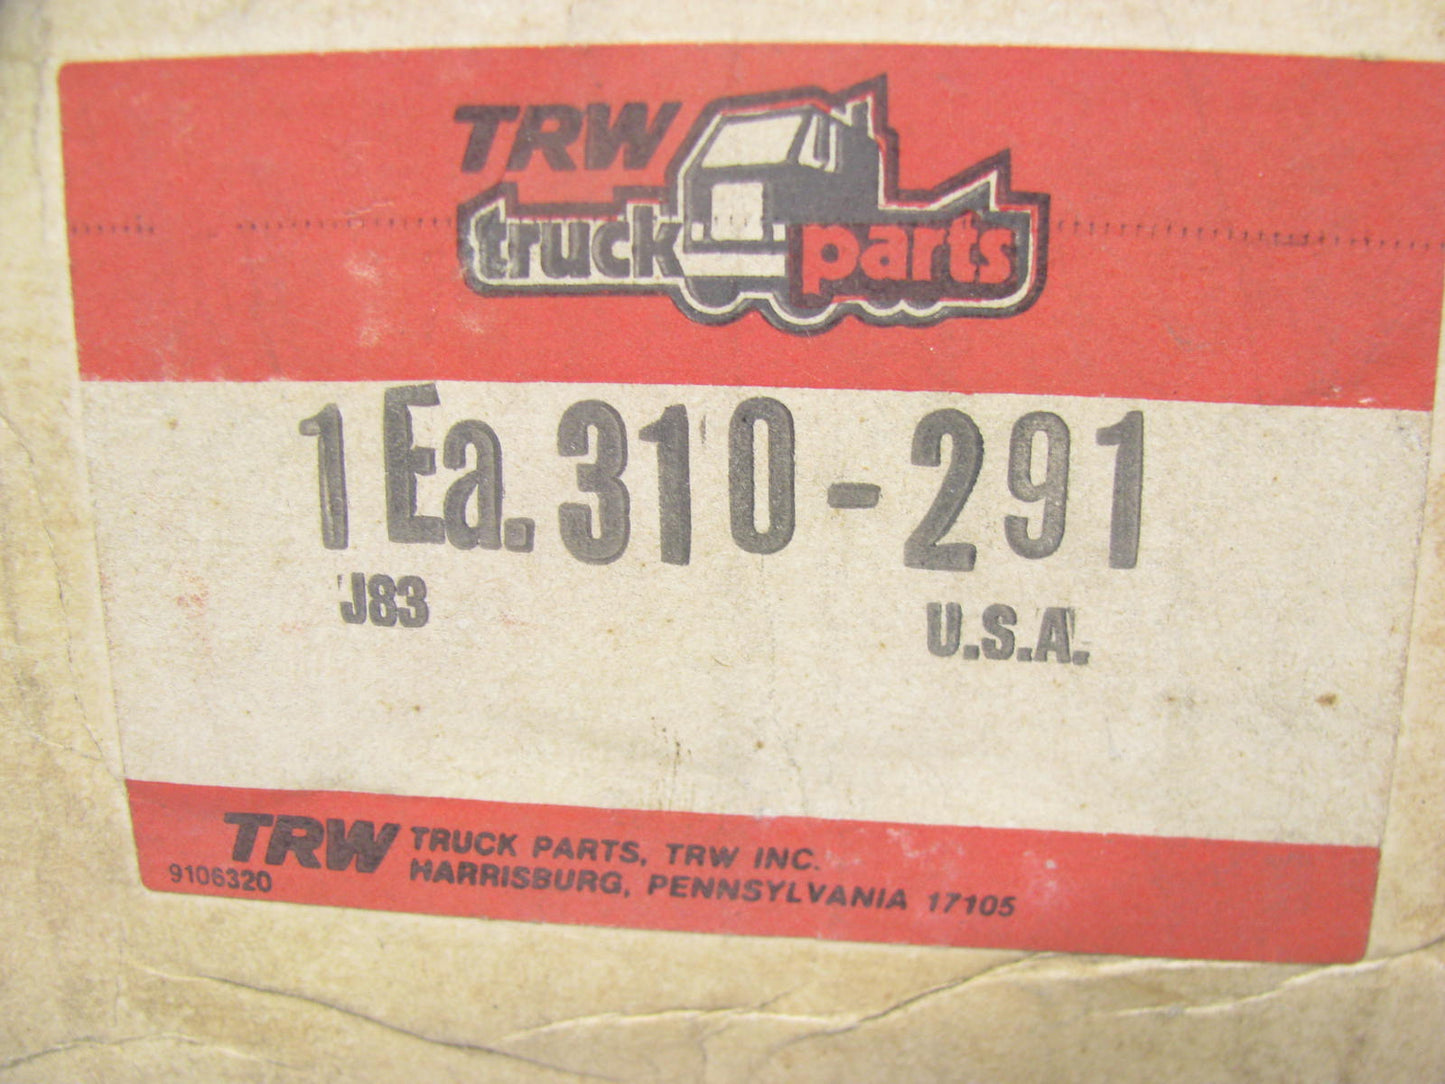 TRW
truck parts
1 Ea. 310-291
J83 U.S.A.
TRW TRUCK PARTS, TRW INC.
HARRISBURG, PENNSYLVANIA 17105
9106320